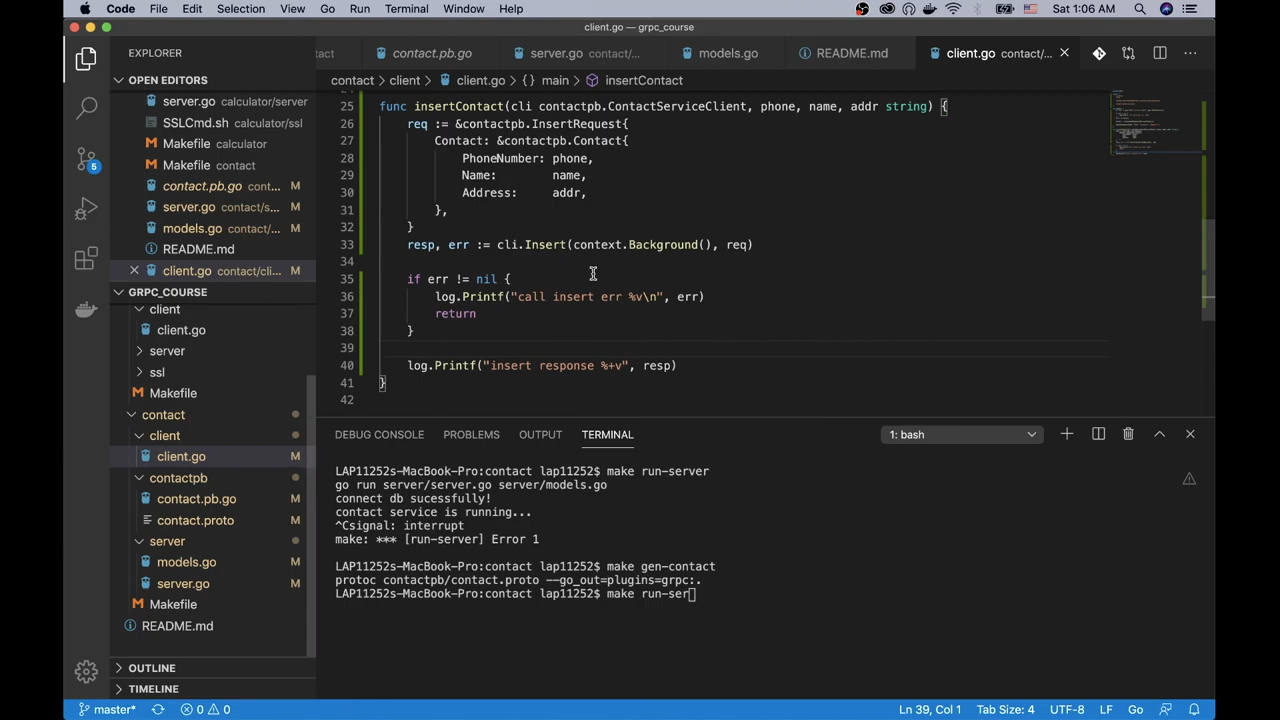 Code File Edit Selection View Go Run Terminal Window Help Sat 1:06 AM
client.go — grpc_course
EXPLORER
OPEN EDITORS
server.go calculator/server
SSLCmd.sh calculator/ssl
Makefile calculator
Makefile contact
contact.pb.go cont... M
server.go contact/s... M
models.go contact/... M
README.md
client.go contact/cli... M
GRPC_COURSE
client
client.go
server
ssl
Makefile
contact
client
client.go M
contactpb
contact.pb.go M
contact.proto M
server
models.go M
server.go M
Makefile
README.md
OUTLINE
TIMELINE
5
tact contact.pb.go server.go contact/... models.go README.md client.go contact/...
contact > client > client.go > {} main > insertContact
25 func insertContact(cli contactpb.ContactServiceClient, phone, name, addr string) {
26 req := &contactpb.InsertRequest{
27 Contact: &contactpb.Contact{
28 PhoneNumber: phone,
29 Name: name,
30 Address: addr,
31 },
32 }
33 resp, err := cli.Insert(context.Background(), req)
34
35 if err != nil {
36 log.Printf("call insert err %v\n", err)
37 return
38 }
39
40 log.Printf("insert response %+v", resp)
41 }
42
DEBUG CONSOLE PROBLEMS OUTPUT TERMINAL 1: bash
LAP11252s-MacBook-Pro:contact lap11252$ make run-server
go run server/server.go server/models.go
connect db sucessfully!
contact service is running...
^Csignal: interrupt
make: *** [run-server] Error 1
LAP11252s-MacBook-Pro:contact lap11252$ make gen-contact
protoc contactpb/contact.proto --go_out=plugins=grpc:.
LAP11252s-MacBook-Pro:contact lap11252$ make run-ser
master* 0 0 Ln 39, Col 1 Tab Size: 4 UTF-8 LF Go